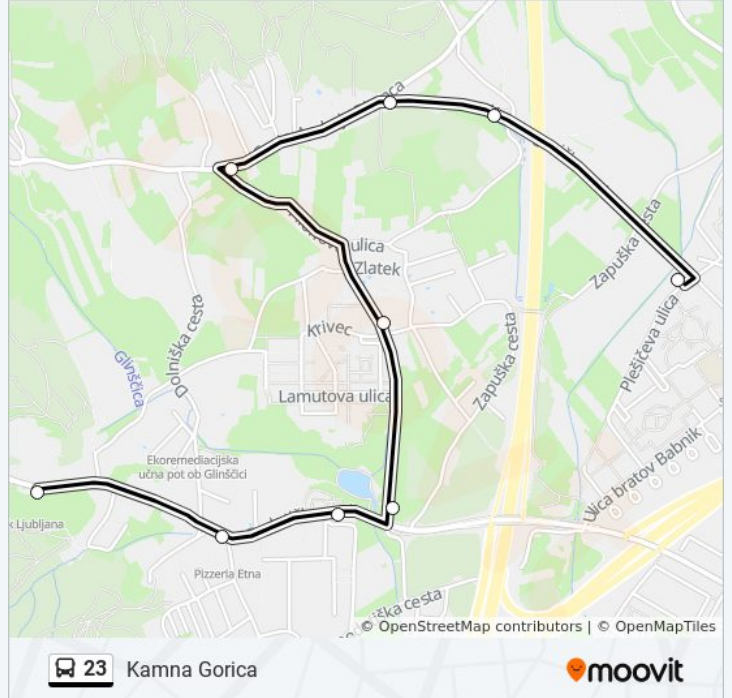 ulica
Zlatek
Krivec
Lamutova ulica
Zapuška cesta
Zapuška cesta
Plešičeva ulica
Dolniška cesta
Glinščica
Ulica bratov Babnik
Ekoremediacijska
učna pot ob Glinščici
k Ljubljana
Pizzeria Etna
iška cesta
© OpenStreetMap contributors | © OpenMapTiles
23 Kamna Gorica
moovit